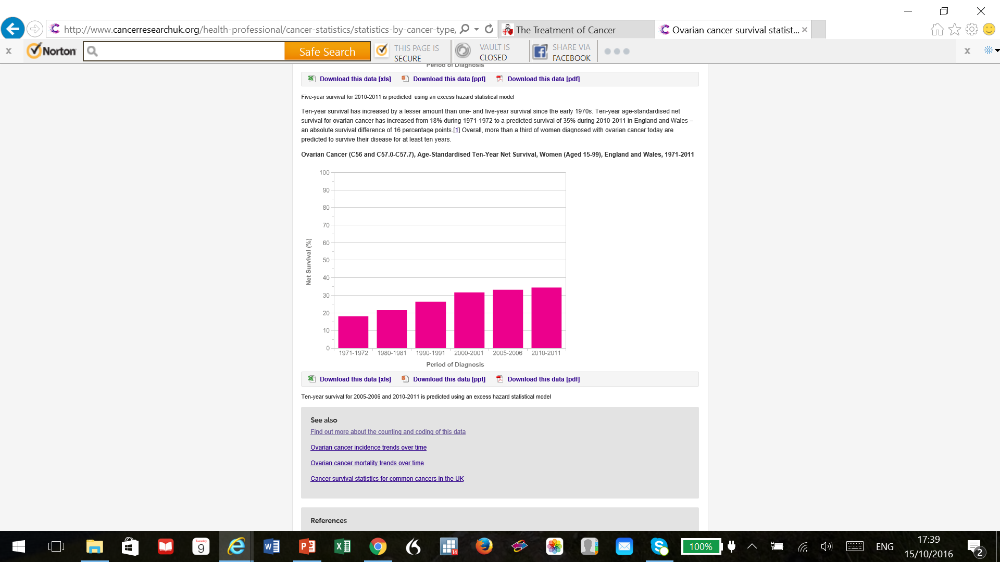 http://www.cancerresearchuk.org/health-professional/cancer-statistics/statistics-by-cancer-type,
The Treatment of Cancer
Ovarian cancer survival statist...
x
Norton
Safe Search
THIS PAGE IS
SECURE
VAULT IS
CLOSED
SHARE VIA
FACEBOOK
x
Period of Diagnosis
Download this data [xls] Download this data [ppt] Download this data [pdf]
Five-year survival for 2010-2011 is predicted using an excess hazard statistical model
Ten-year survival has increased by a lesser amount than one- and five-year survival since the early 1970s. Ten-year age-standardised net
survival for ovarian cancer has increased from 18% during 1971-1972 to a predicted survival of 35% during 2010-2011 in England and Wales –
an absolute survival difference of 16 percentage points.[1] Overall, more than a third of women diagnosed with ovarian cancer today are
predicted to survive their disease for at least ten years.
Ovarian Cancer (C56 and C57.0-C57.7), Age-Standardised Ten-Year Net Survival, Women (Aged 15-99), England and Wales, 1971-2011
100
90
80
70
60
50
40
30
20
10
0
Net Survival (%)
1971-1972 1980-1981 1990-1991 2000-2001 2005-2006 2010-2011
Period of Diagnosis
Download this data [xls] Download this data [ppt] Download this data [pdf]
Ten-year survival for 2005-2006 and 2010-2011 is predicted using an excess hazard statistical model
See also
Find out more about the counting and coding of this data
Ovarian cancer incidence trends over time
Ovarian cancer mortality trends over time
Cancer survival statistics for common cancers in the UK
References
Tuesday
9
14
100%
ENG
17:39
15/10/2016
2